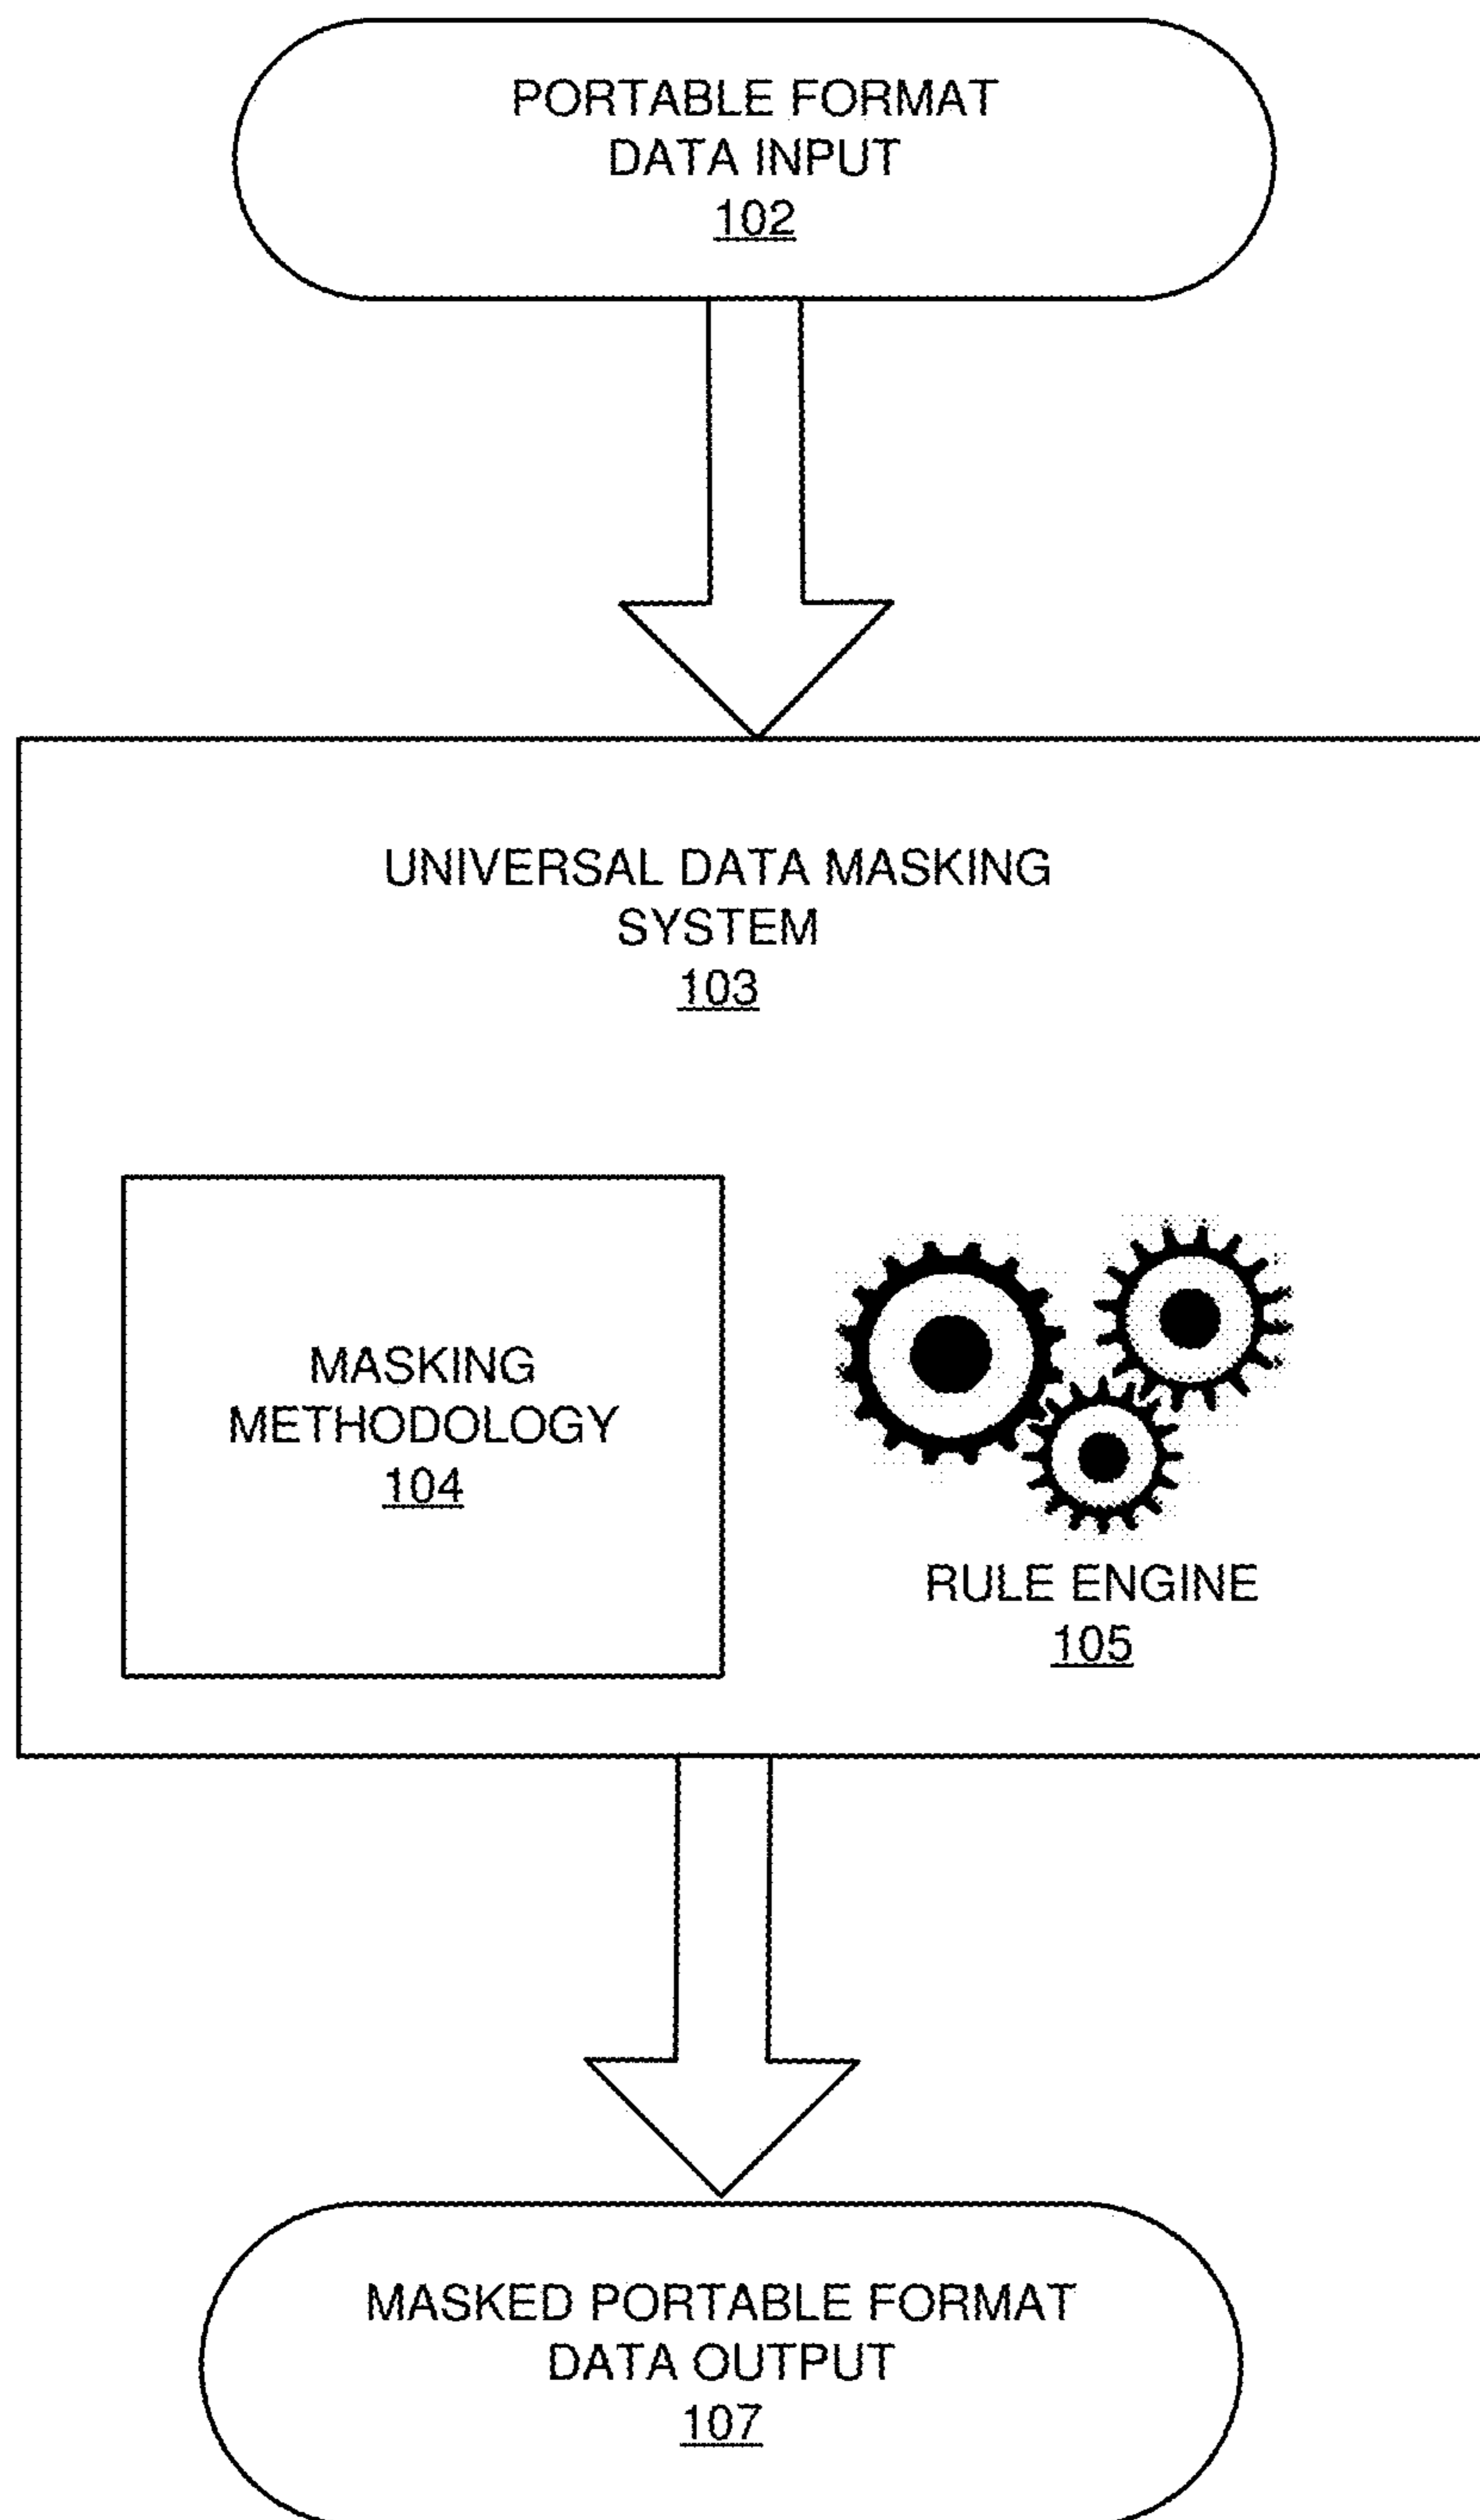 PORTABLE FORMAT
DATA INPUT
102
UNIVERSAL DATA MASKING
SYSTEM
103
MASKING
METHODOLOGY
104
RULE ENGINE
105
MASKED PORTABLE FORMAT
DATA OUTPUT
107